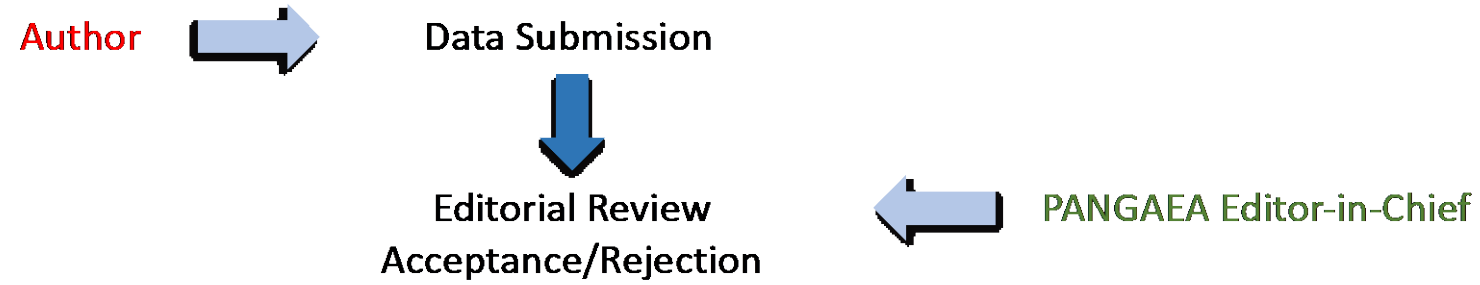 Author
Data Submission
Editorial Review
Acceptance/Rejection
PANGAEA Editor-in-Chief